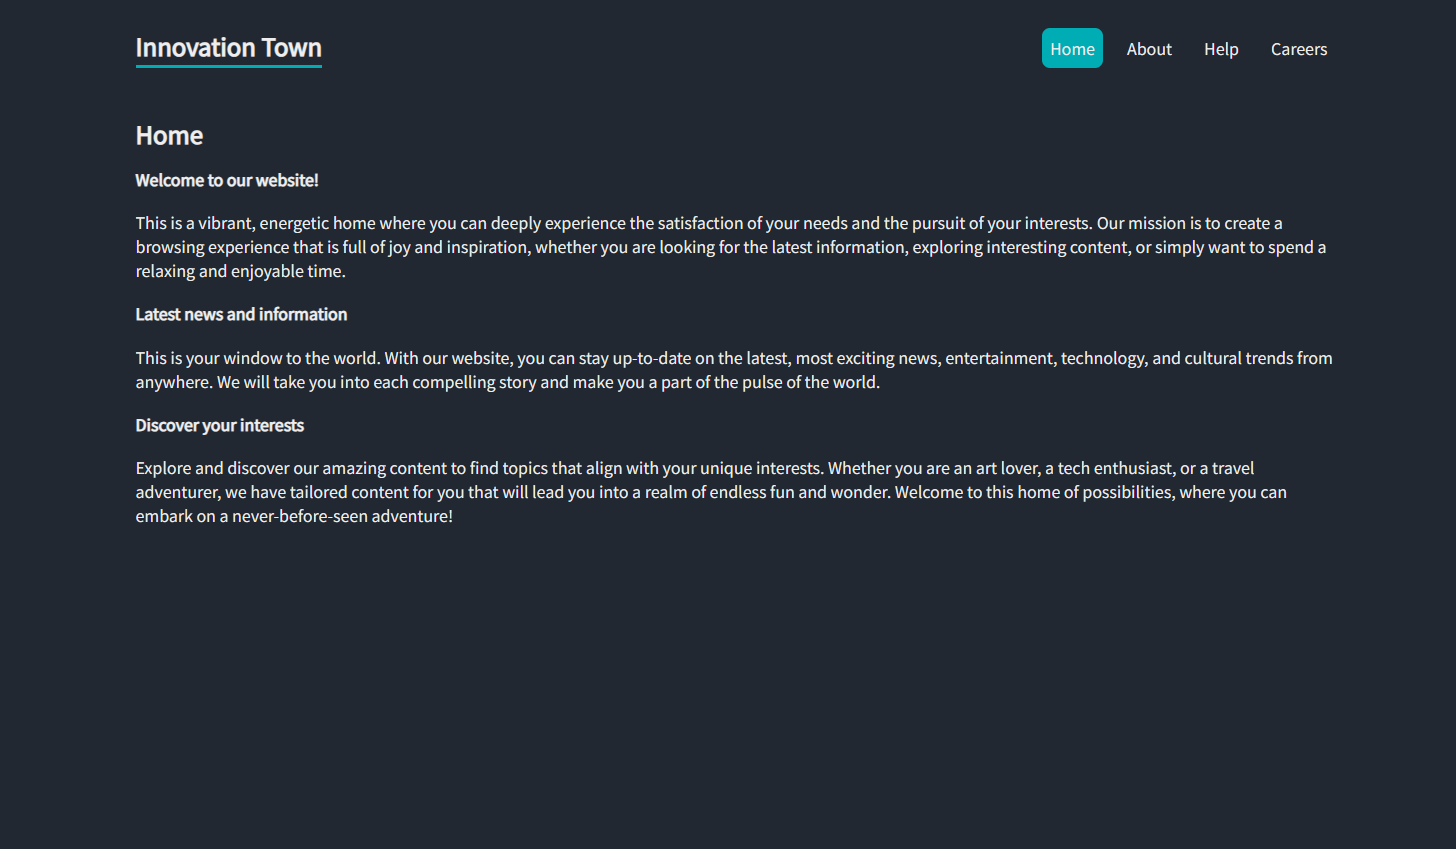 Innovation Town
Home About Help Careers
Home
Welcome to our website!
This is a vibrant, energetic home where you can deeply experience the satisfaction of your needs and the pursuit of your interests. Our mission is to create a
browsing experience that is full of joy and inspiration, whether you are looking for the latest information, exploring interesting content, or simply want to spend a
relaxing and enjoyable time.
Latest news and information
This is your window to the world. With our website, you can stay up-to-date on the latest, most exciting news, entertainment, technology, and cultural trends from
anywhere. We will take you into each compelling story and make you a part of the pulse of the world.
Discover your interests
Explore and discover our amazing content to find topics that align with your unique interests. Whether you are an art lover, a tech enthusiast, or a travel
adventurer, we have tailored content for you that will lead you into a realm of endless fun and wonder. Welcome to this home of possibilities, where you can
embark on a never-before-seen adventure!